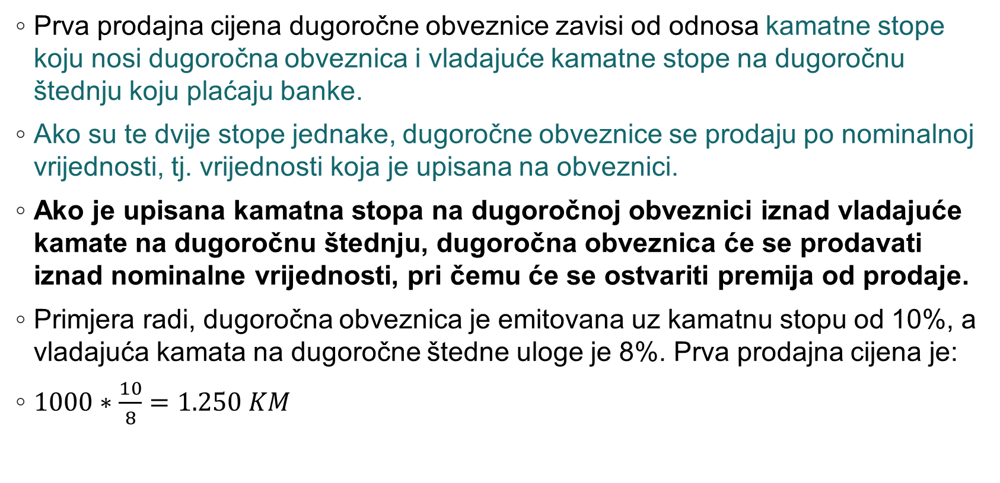 ◦ Prva prodajna cijena dugoročne obveznice zavisi od odnosa kamatne stope
koju nosi dugoročna obveznica i vladajuće kamatne stope na dugoročnu
štednju koju plaćaju banke.
◦ Ako su te dvije stope jednake, dugoročne obveznice se prodaju po nominalnoj
vrijednosti, tj. vrijednosti koja je upisana na obveznici.
◦ Ako je upisana kamatna stopa na dugoročnoj obveznici iznad vladajuće
kamate na dugoročnu štednju, dugoročna obveznica će se prodavati
iznad nominalne vrijednosti, pri čemu će se ostvariti premija od prodaje.
◦ Primjera radi, dugoročna obveznica je emitovana uz kamatnu stopu od 10%, a
vladajuća kamata na dugoročne štedne uloge je 8%. Prva prodajna cijena je:
◦ 1000 ∗ 10/8 = 1.250 KM